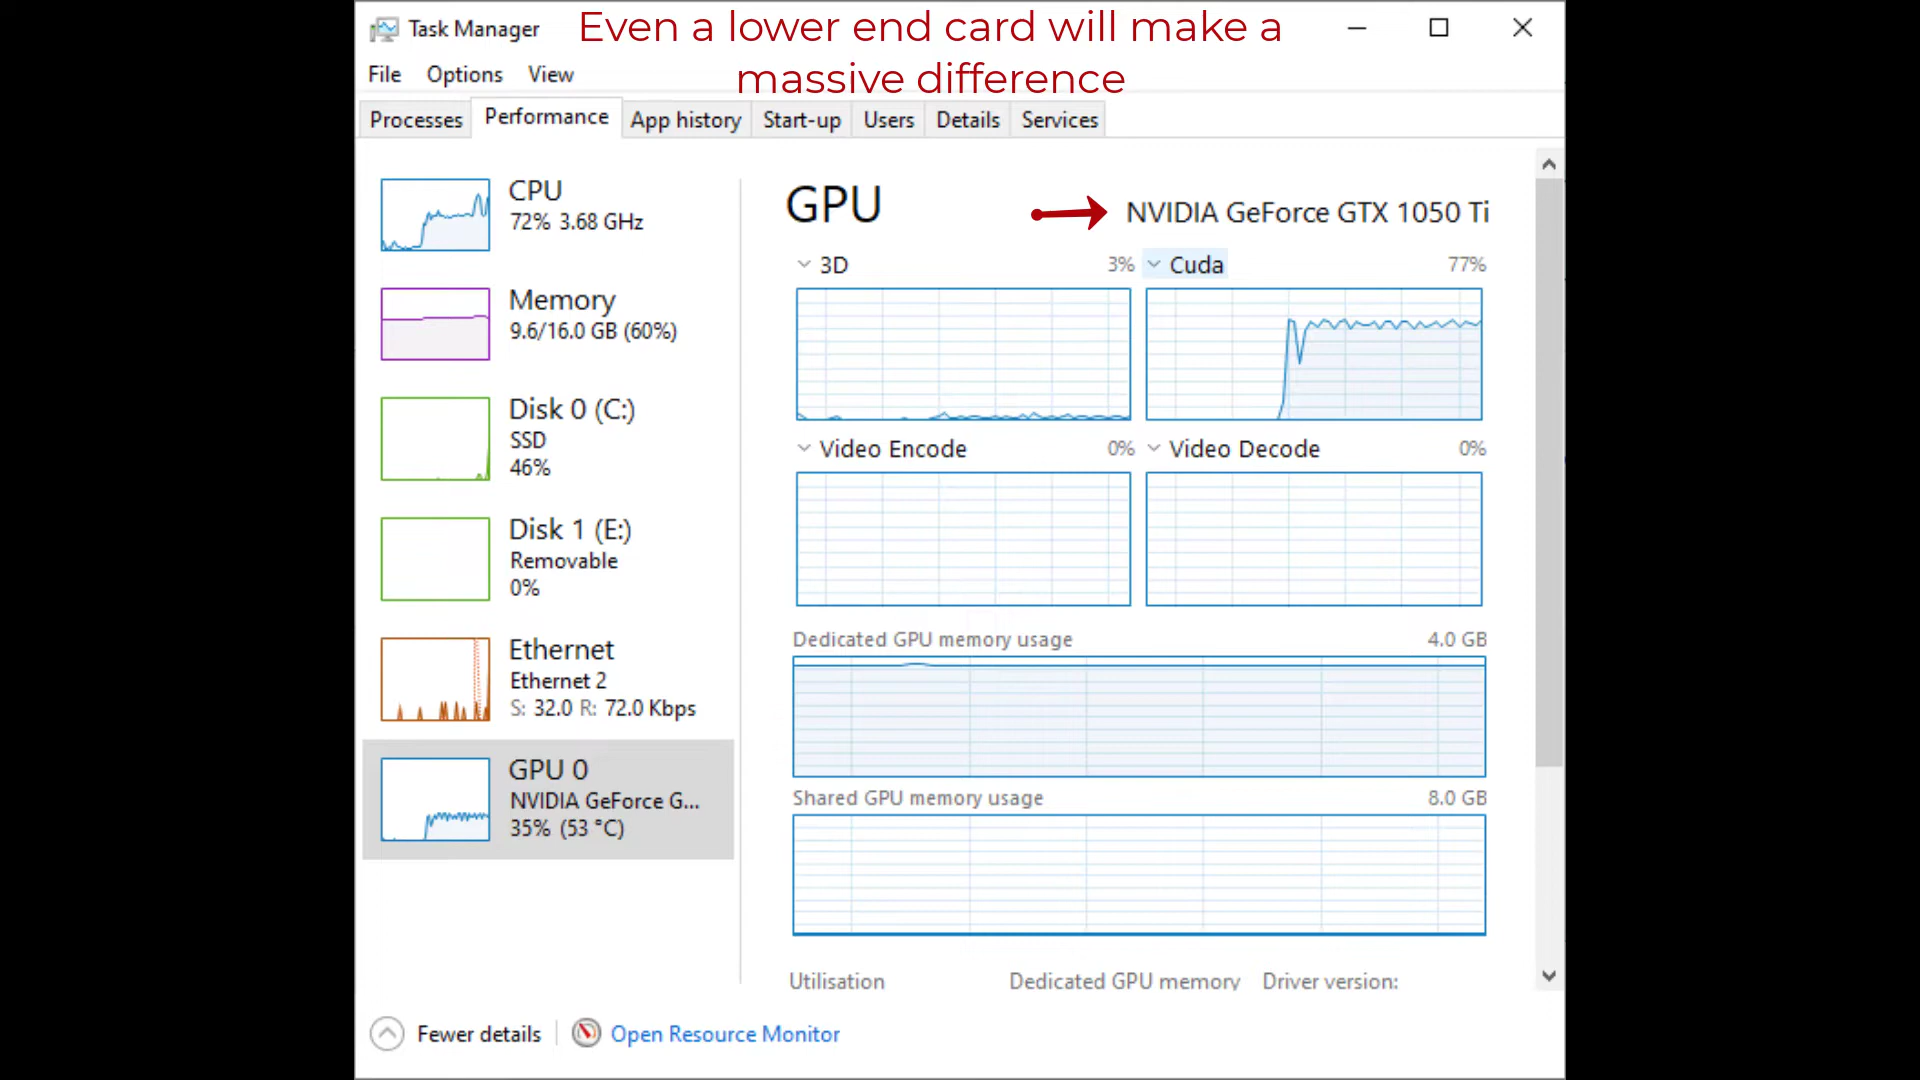 Task Manager
Even a lower end card will make a
massive difference
File Options View
Processes Performance App history Start-up Users Details Services
CPU
72% 3.68 GHz
Memory
9.6/16.0 GB (60%)
Disk 0 (C:)
SSD
46%
Disk 1 (E:)
Removable
0%
Ethernet
Ethernet 2
S: 32.0 R: 72.0 Kbps
GPU 0
NVIDIA GeForce G...
35% (53 °C)
GPU NVIDIA GeForce GTX 1050 Ti
3D 3% Cuda 77%
Video Encode 0% Video Decode 0%
Dedicated GPU memory usage 4.0 GB
Shared GPU memory usage 8.0 GB
Utilisation Dedicated GPU memory Driver version:
Fewer details Open Resource Monitor